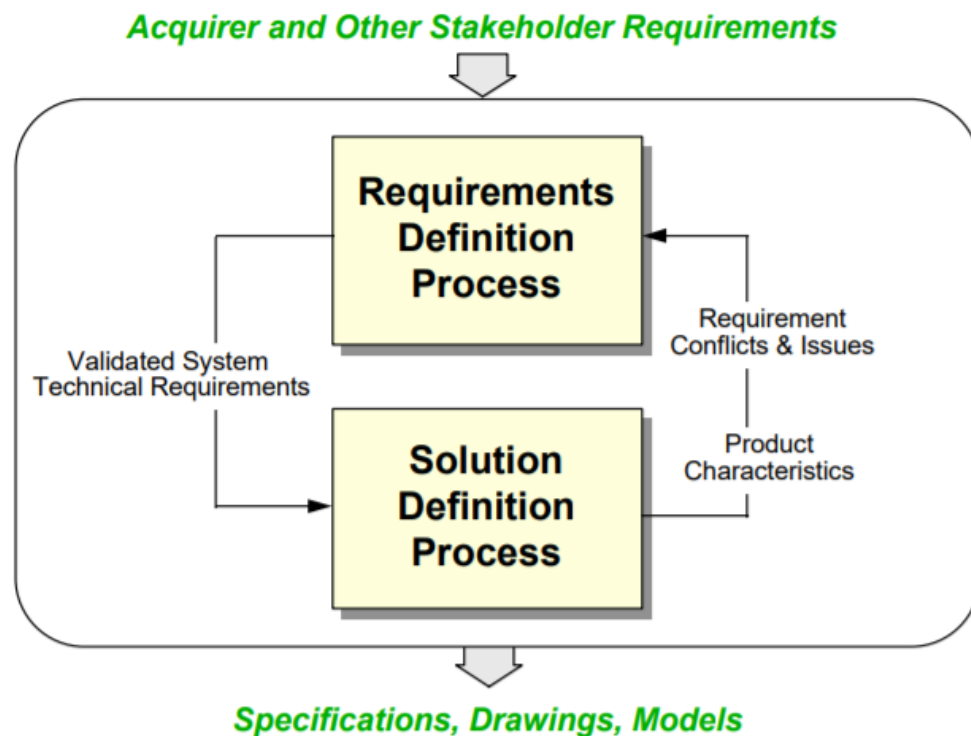 Acquirer and Other Stakeholder Requirements
Requirements
Definition
Process
Requirement
Conflicts & Issues
Validated System
Technical Requirements
Solution
Definition
Process
Product
Characteristics
Specifications, Drawings, Models